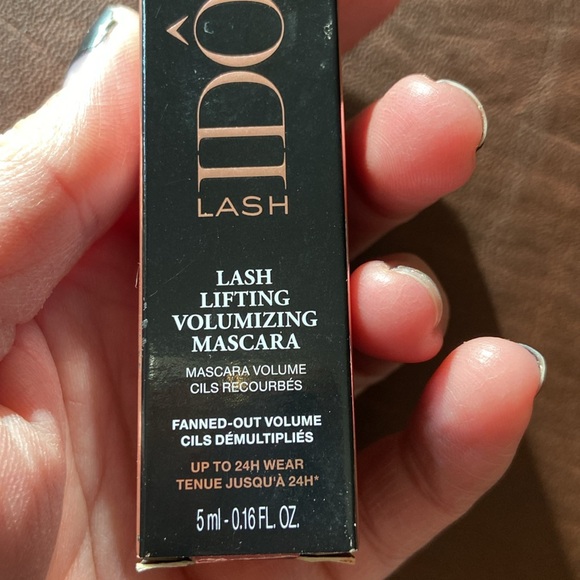 IDÔ
LASH
LASH
LIFTING
VOLUMIZING
MASCARA
MASCARA VOLUME
CILS RECOURBÉS
FANNED-OUT VOLUME
CILS DÉMULTIPLIÉS
UP TO 24H WEAR
TENUE JUSQU'À 24H*
5 ml - 0.16 FL. OZ.